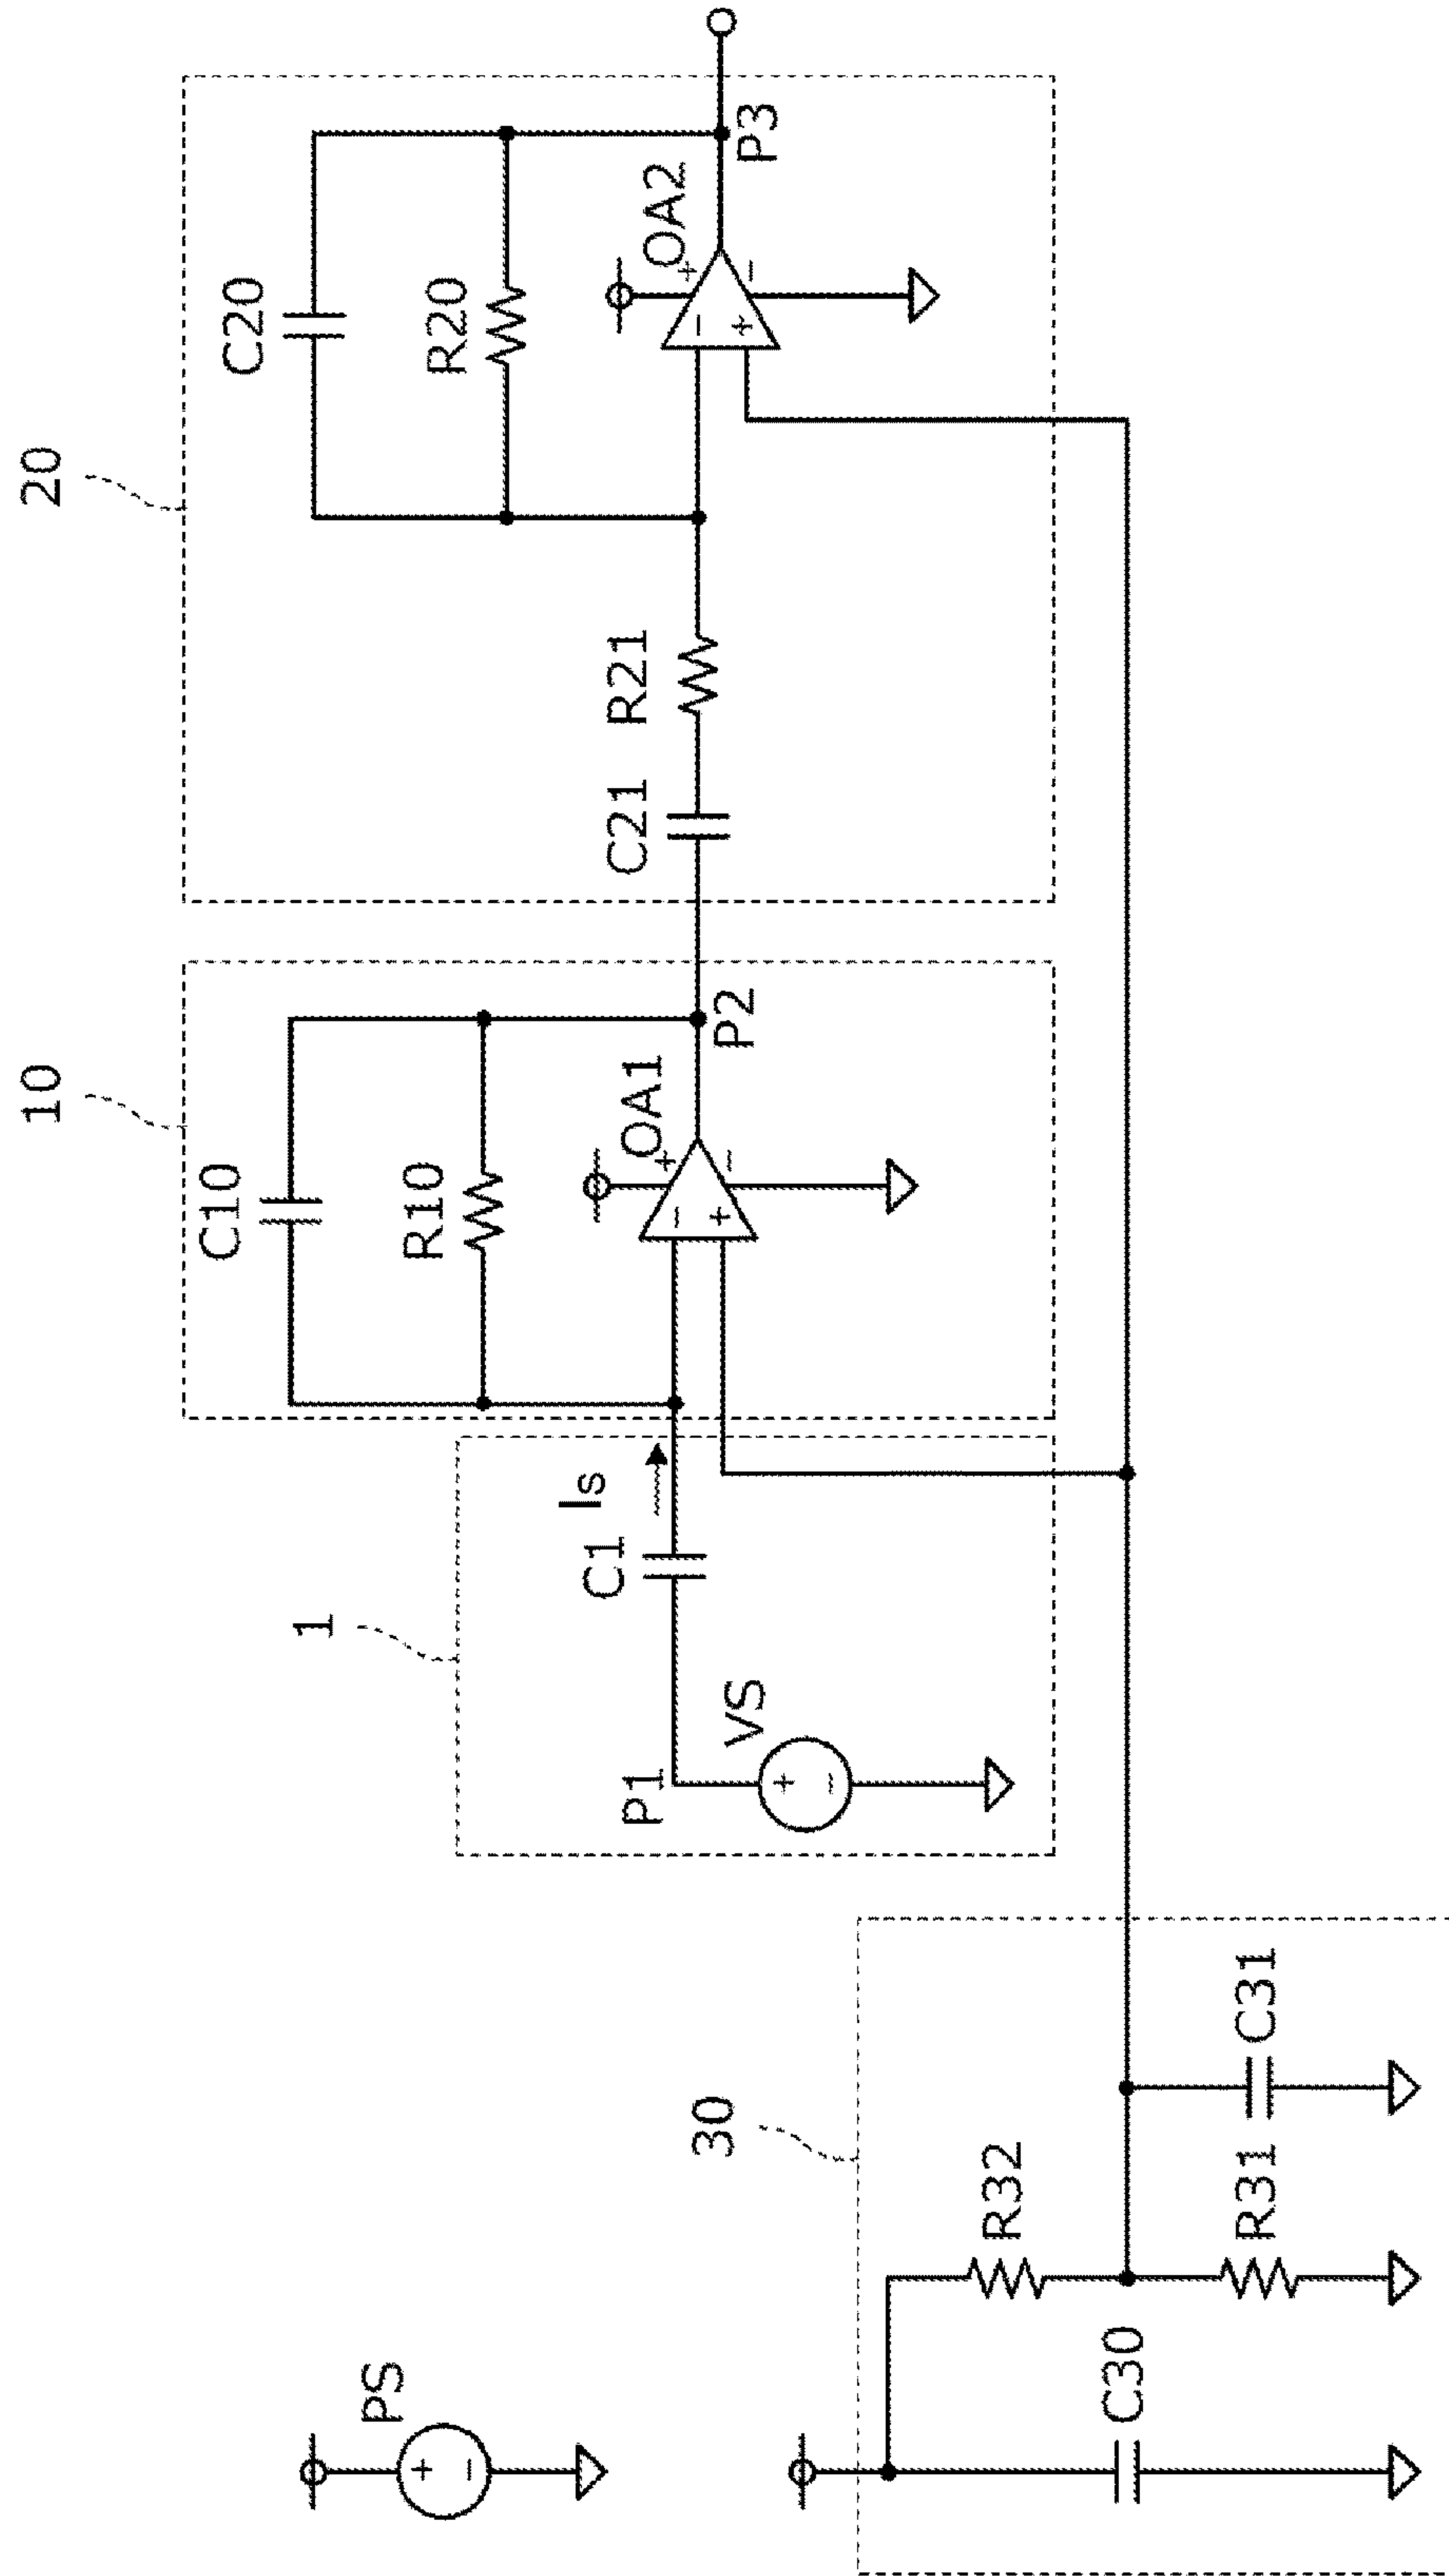 20
C20
R20
OA2
+
−
−
+
P3
C21
R21
10
C10
R10
OA1
+
−
−
+
P2
1
P1
VS
+
−
C1
Is
30
R32
C31
R31
C30
PS
+
−